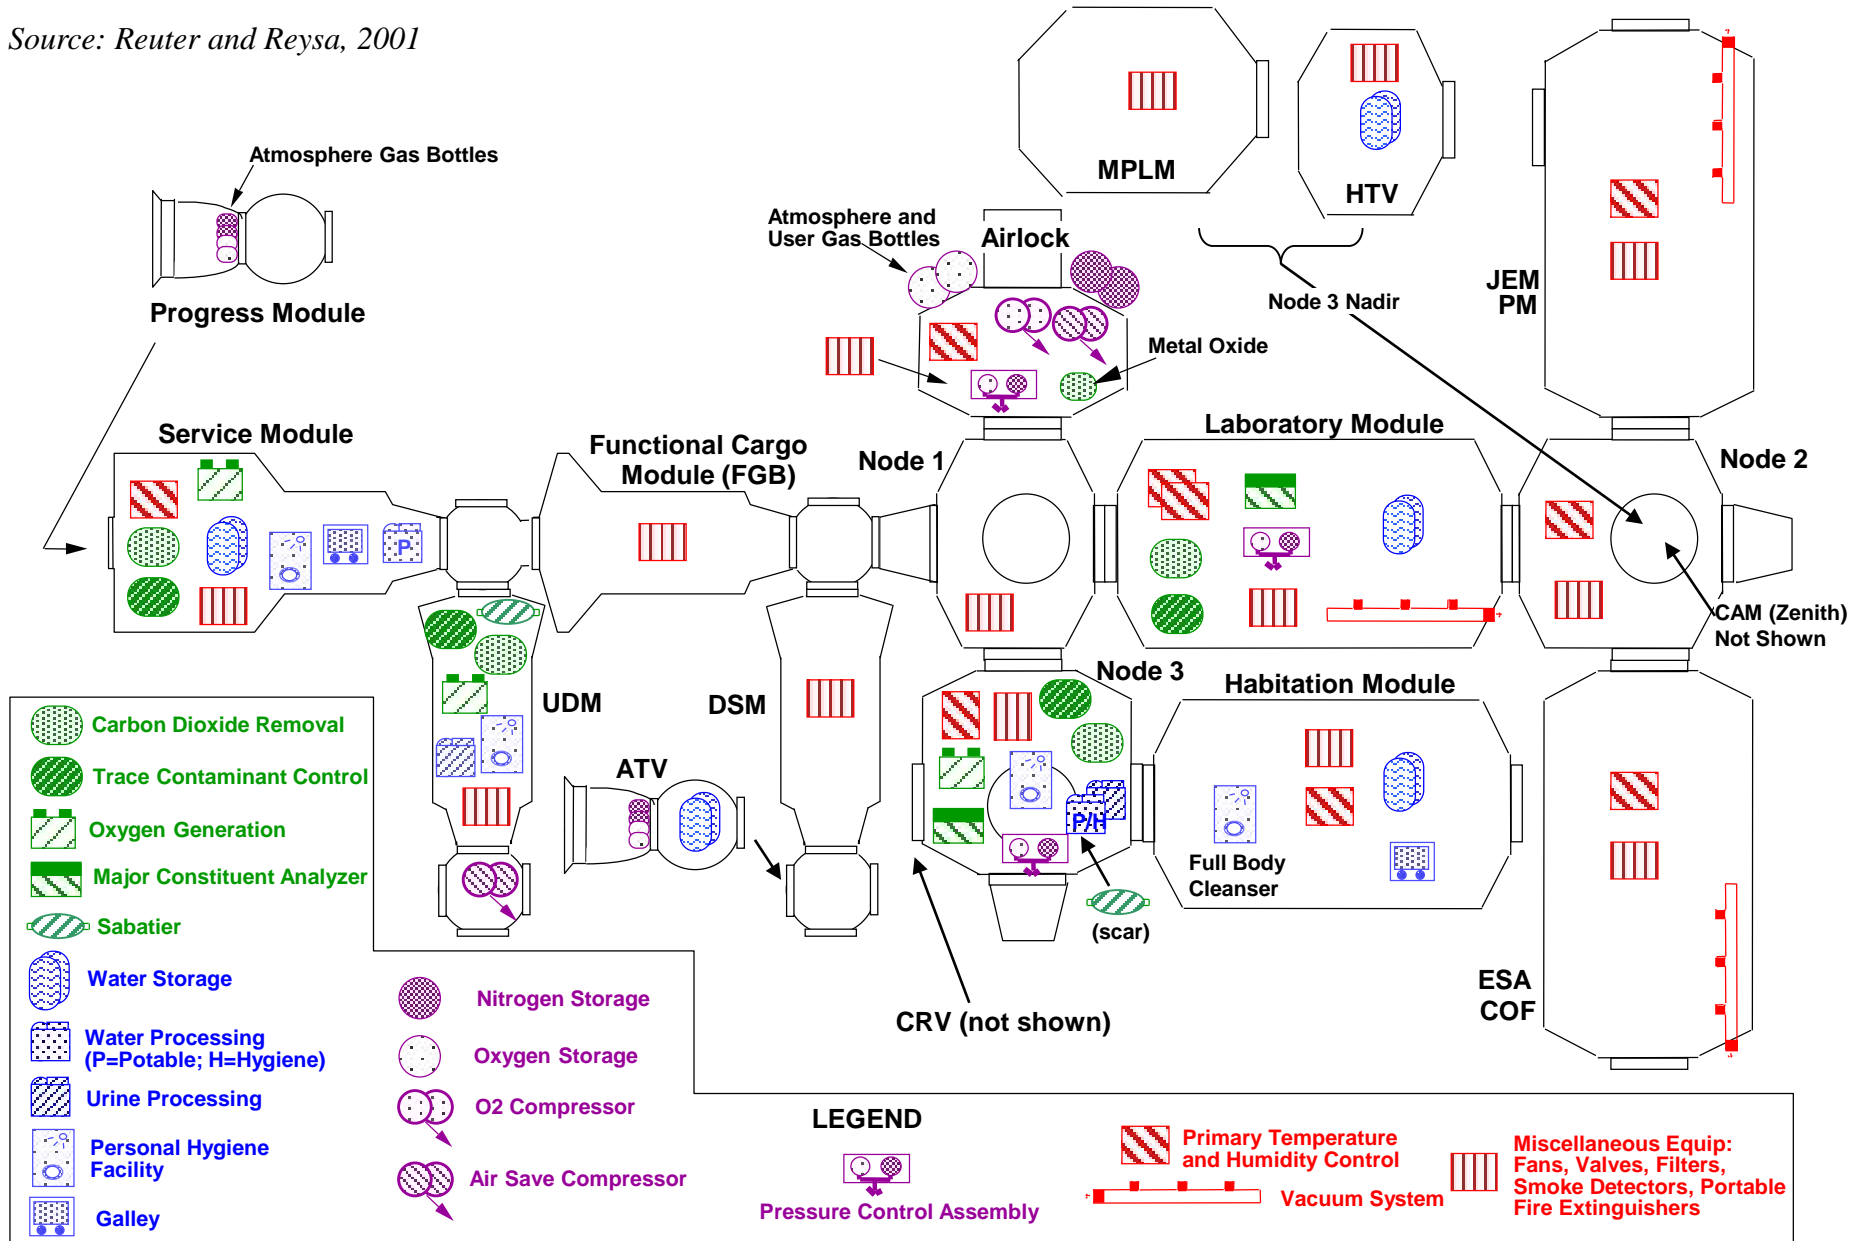 Source: Reuter and Reysa, 2001
Atmosphere Gas Bottles
Progress Module
MPLM
HTV
Atmosphere and
User Gas Bottles
Airlock
Node 3 Nadir
JEM
PM
Metal Oxide
Service Module
Functional Cargo
Module (FGB)
Node 1
Laboratory Module
Node 2
P
CAM (Zenith)
Not Shown
UDM
DSM
Node 3
Habitation Module
ATV
P/H
Full Body
Cleanser
(scar)
CRV (not shown)
ESA
COF
Carbon Dioxide Removal
Trace Contaminant Control
Oxygen Generation
Major Constituent Analyzer
Sabatier
Water Storage
Water Processing
(P=Potable; H=Hygiene)
Urine Processing
Personal Hygiene
Facility
Galley
Nitrogen Storage
Oxygen Storage
O2 Compressor
Air Save Compressor
LEGEND
Pressure Control Assembly
Primary Temperature
and Humidity Control
Vacuum System
Miscellaneous Equip:
Fans, Valves, Filters,
Smoke Detectors, Portable
Fire Extinguishers